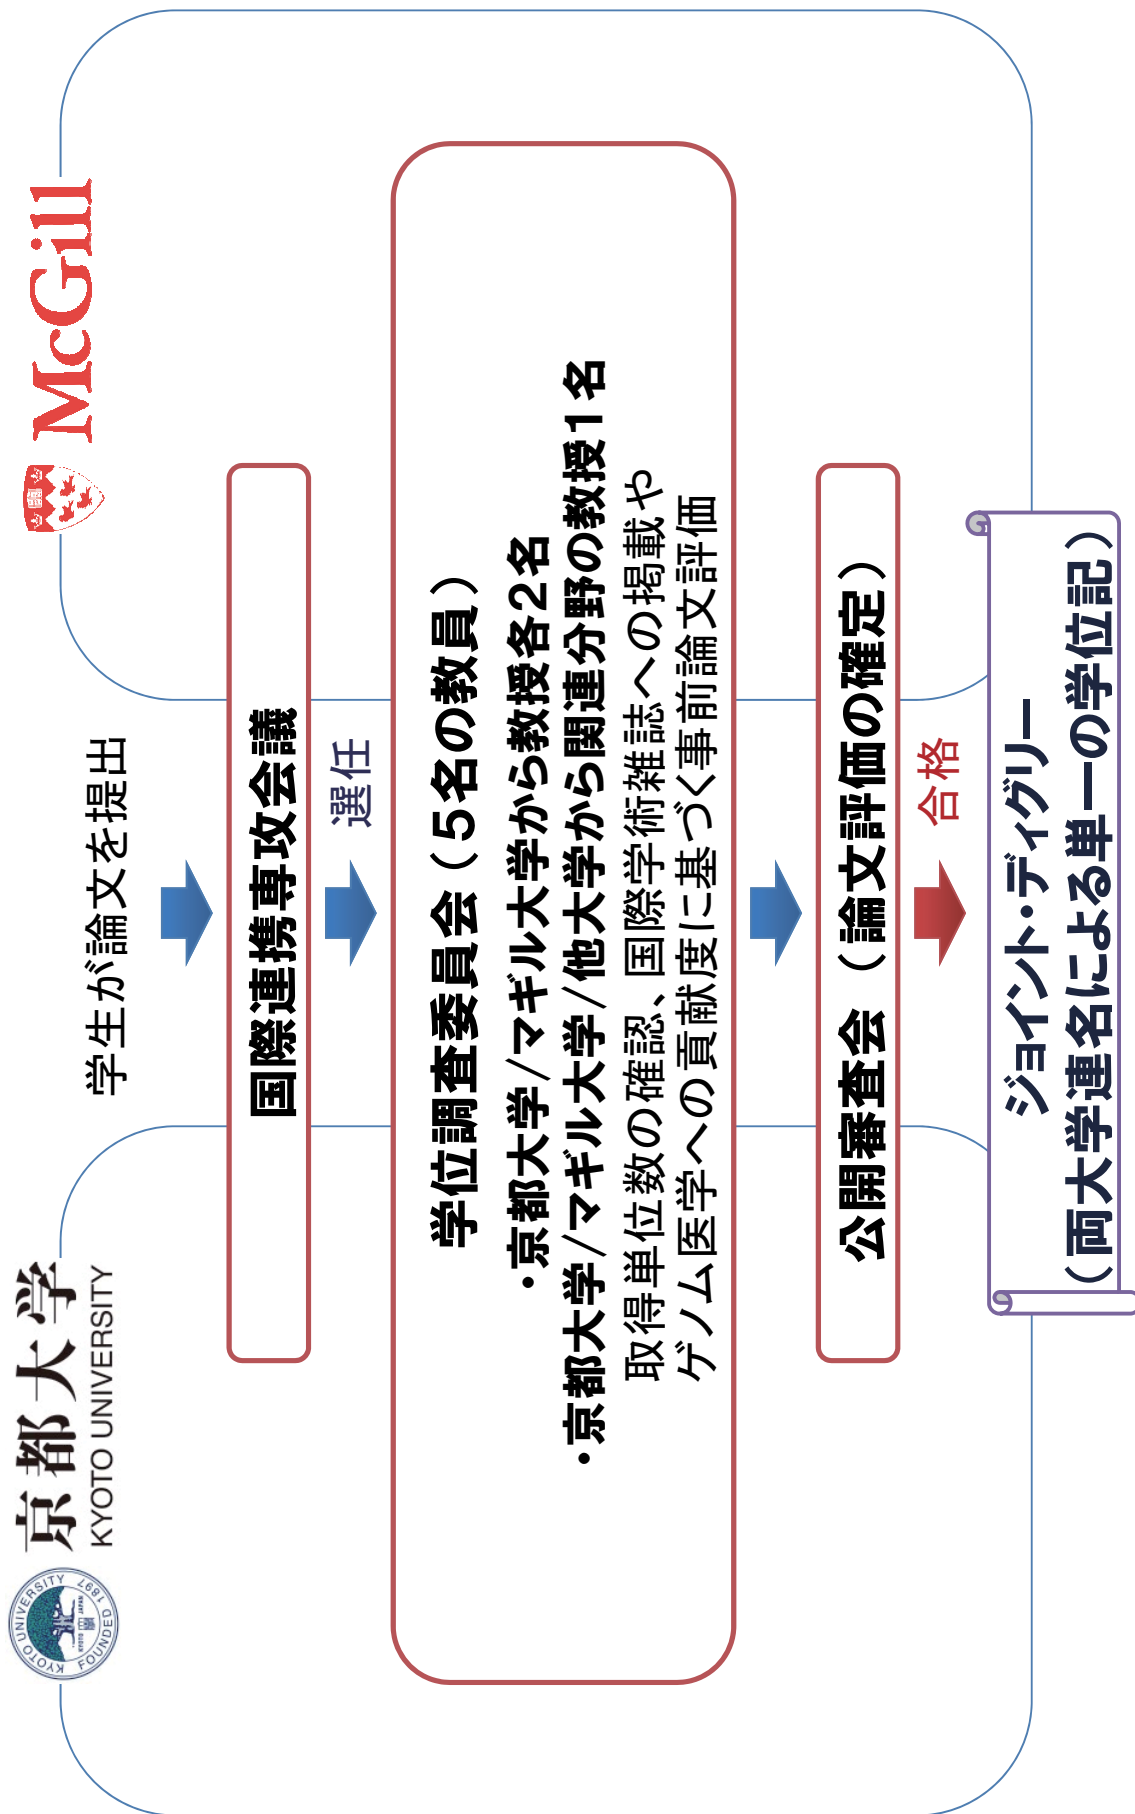 京都大学
KYOTO UNIVERSITY
KYOTO UNIVERSITY
FOUNDED 1897
KYOTO JAPAN
McGill
学生が論文を提出
国際連携専攻会議
選任
学位調査委員会（５名の教員）
・京都大学/マギル大学から教授各２名
・京都大学/マギル大学/他大学から関連分野の教授１名
取得単位数の確認、国際学術雑誌への掲載や
ゲノム医学への貢献度に基づく事前論文評価
公開審査会（論文評価の確定）
合格
ジョイント・ディグリー
（両大学連名による単一の学位記）